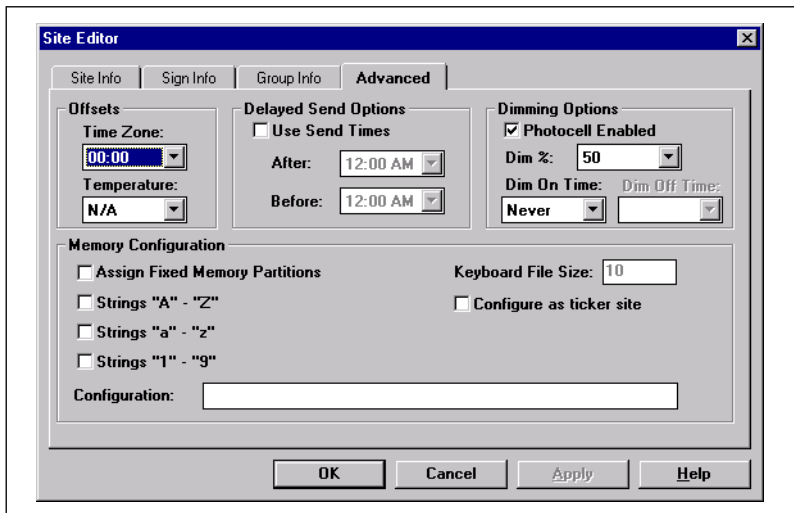 Site Editor
Site Info Sign Info Group Info Advanced
Offsets
Time Zone:
00:00
Temperature:
N/A
Delayed Send Options
Use Send Times
After: 12:00 AM
Before: 12:00 AM
Dimming Options
Photocell Enabled
Dim %: 50
Dim On Time: Dim Off Time:
Never
Memory Configuration
Assign Fixed Memory Partitions
Strings "A" - "Z"
Strings "a" - "z"
Strings "1" - "9"
Keyboard File Size: 10
Configure as ticker site
Configuration:
OK Cancel Apply Help